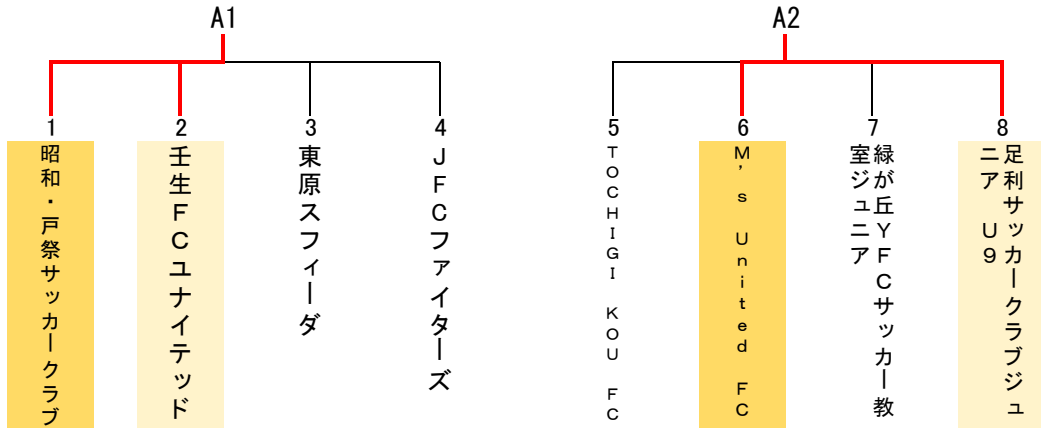 A1
A2
1
2
3
4
5
6
7
8
昭和・戸祭サッカークラブ
壬生ＦＣユナイテッド
東原スフィーダ
ＪＦＣファイターズ
ＴＯＣＨＩＧＩ　ＫＯＵ　ＦＣ
Ｍ’ｓ　Ｕｎｉｔｅｄ　ＦＣ
緑が丘ＹＦＣサッカー教
室ジュニア
足利サッカークラブジュ
ニア　Ｕ９